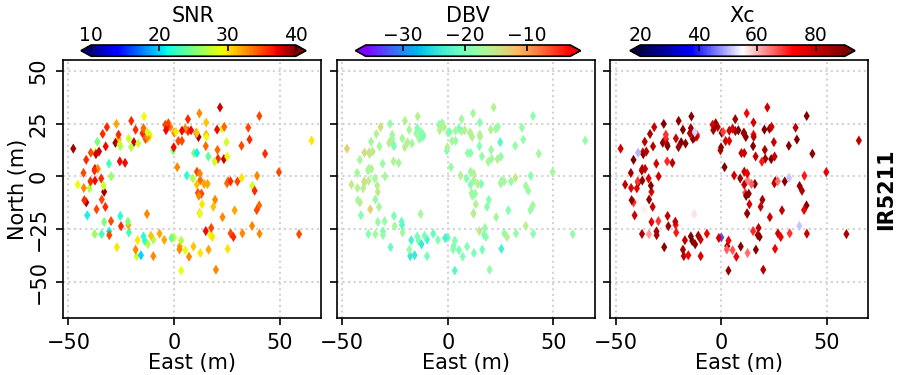 SNR DBV Xc
10 20 30 40 −30 −20 −10 20 40 60 80
50
25
0
−25
−50
North (m)
IR5211
−50 0 50 −50 0 50 −50 0 50
East (m) East (m) East (m)